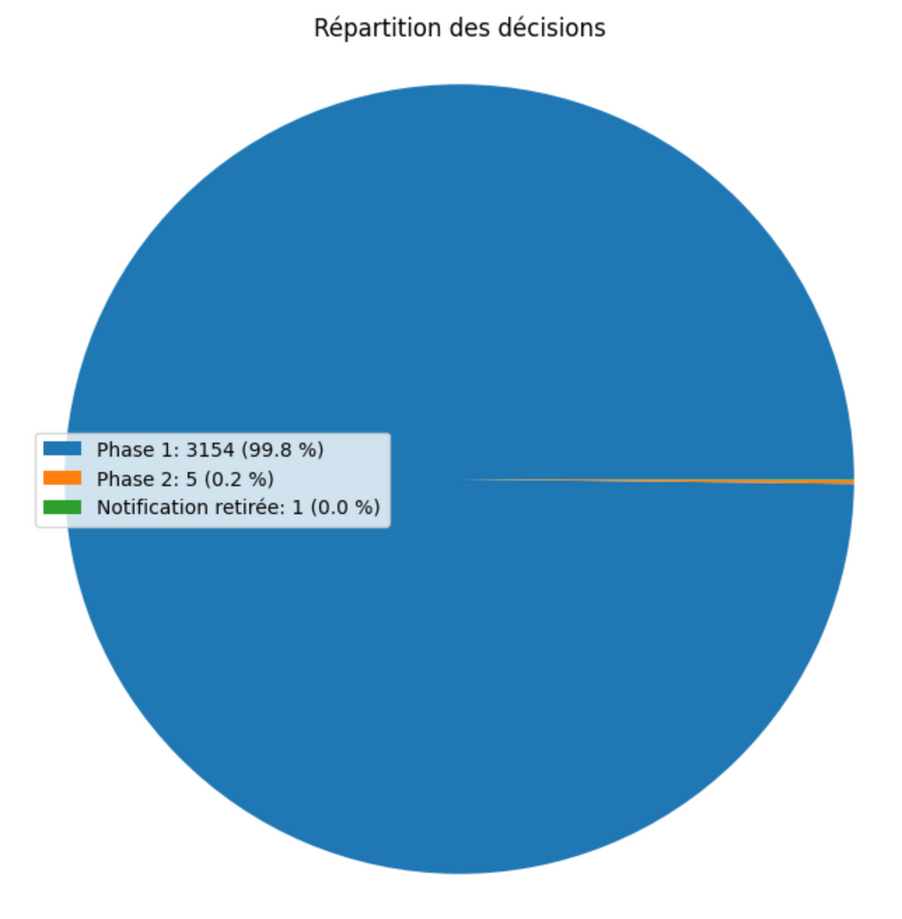 Répartition des décisions
Phase 1: 3154 (99.8 %)
Phase 2: 5 (0.2 %)
Notification retirée: 1 (0.0 %)